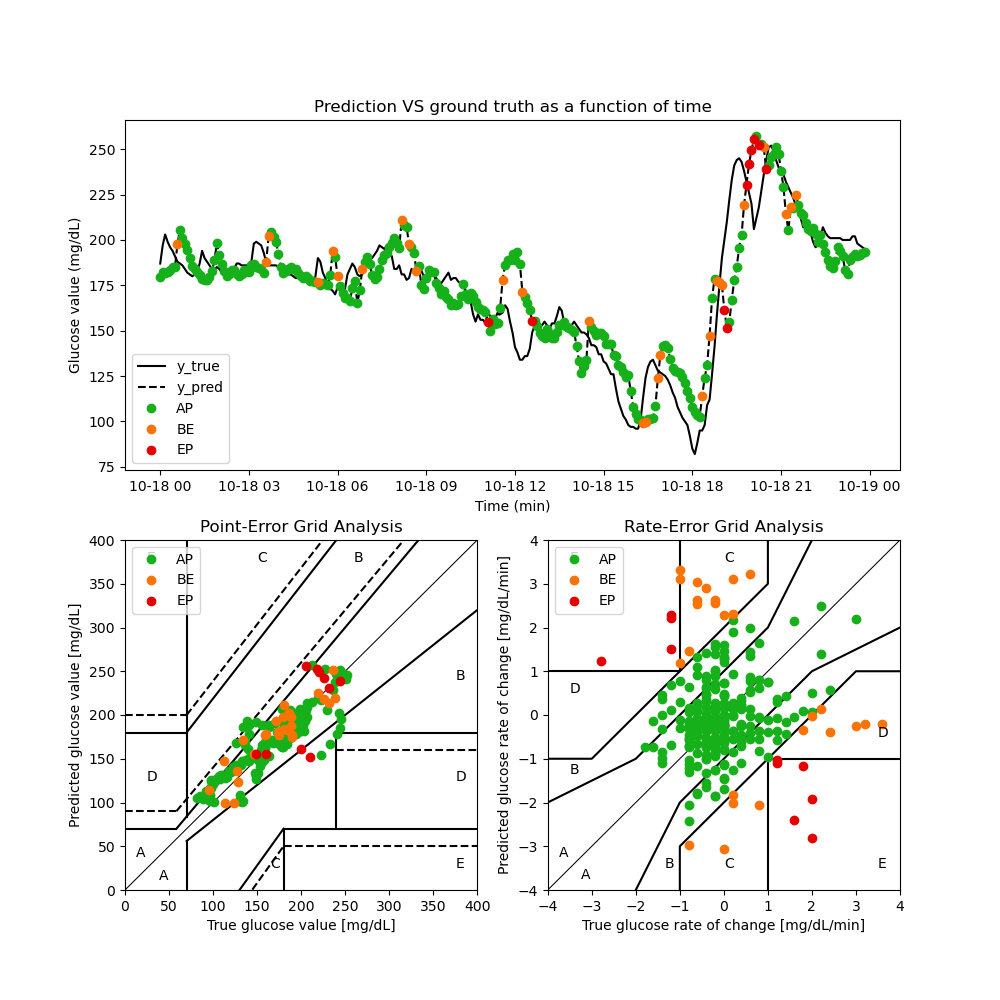 Prediction VS ground truth as a function of time
Glucose value (mg/dL)
250
225
200
175
150
125
100
75
y_true
y_pred
AP
BE
EP
10-18 00 10-18 03 10-18 06 10-18 09 10-18 12 10-18 15 10-18 18 10-18 21 10-19 00
Time (min)
Point-Error Grid Analysis
Predicted glucose value [mg/dL]
400
350
300
250
200
150
100
50
0
AP
BE
EP
C
B
B
D
D
A
A
C
E
0 50 100 150 200 250 300 350 400
True glucose value [mg/dL]
Rate-Error Grid Analysis
Predicted glucose rate of change [mg/dL/min]
4
3
2
1
0
−1
−2
−3
−4
AP
BE
EP
C
D
D
B
A
A
B
C
E
−4 −3 −2 −1 0 1 2 3 4
True glucose rate of change [mg/dL/min]